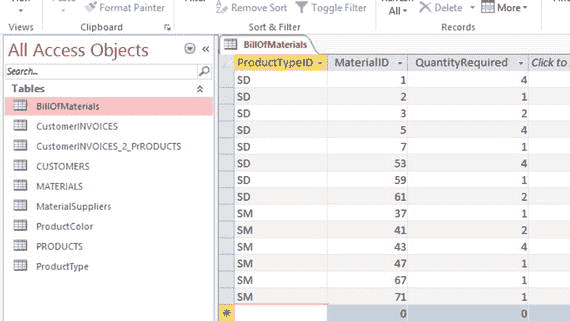 Format Painter
Remove Sort
Toggle Filter
Refresh
All
Delete
More
Views
Clipboard
Sort & Filter
Records
All Access Objects
Search...
Tables
BillOfMaterials
CustomerINVOICES
CustomerINVOICES_2_PrRODUCTS
CUSTOMERS
MATERIALS
MaterialSuppliers
ProductColor
PRODUCTS
ProductType
BillOfMaterials
ProductTypeID MaterialID QuantityRequired Click to
SD 1 4
SD 2 1
SD 3 2
SD 5 4
SD 7 1
SD 53 4
SD 59 1
SD 61 2
SM 37 1
SM 41 2
SM 43 4
SM 47 1
SM 67 1
SM 71 1
* 0 0